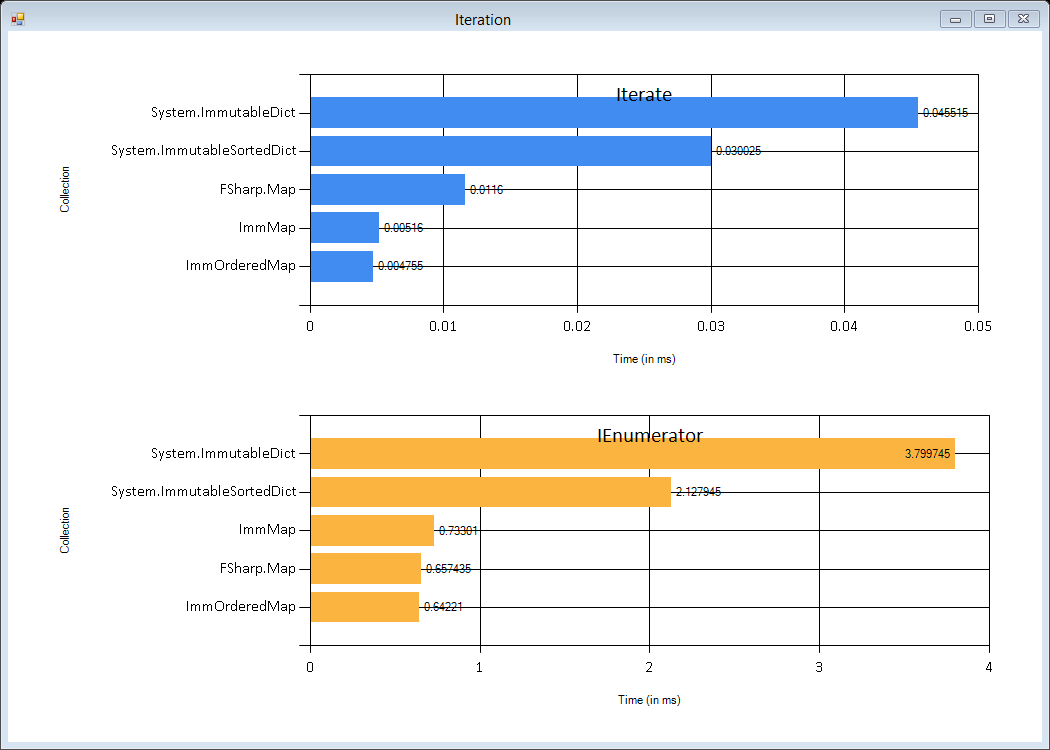 Iteration
Iterate
Collection
System.ImmutableDict
0.045515
System.ImmutableSortedDict
0.030025
FSharp.Map
0.0116
ImmMap
0.00516
ImmOrderedMap
0.004755
0 0.01 0.02 0.03 0.04 0.05
Time (in ms)
IEnumerator
Collection
System.ImmutableDict
3.799745
System.ImmutableSortedDict
2.127945
ImmMap
0.73301
FSharp.Map
0.657435
ImmOrderedMap
0.64221
0 1 2 3 4
Time (in ms)